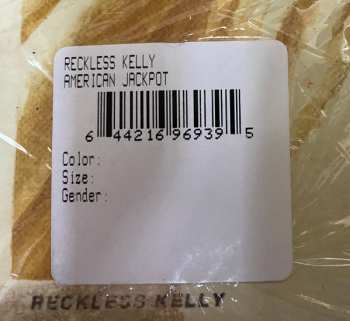 RECKLESS KELLY
AMERICAN JACKPOT
6 44216 96939 5
Color:
Size:
Gender:
RECKLESS KELLY